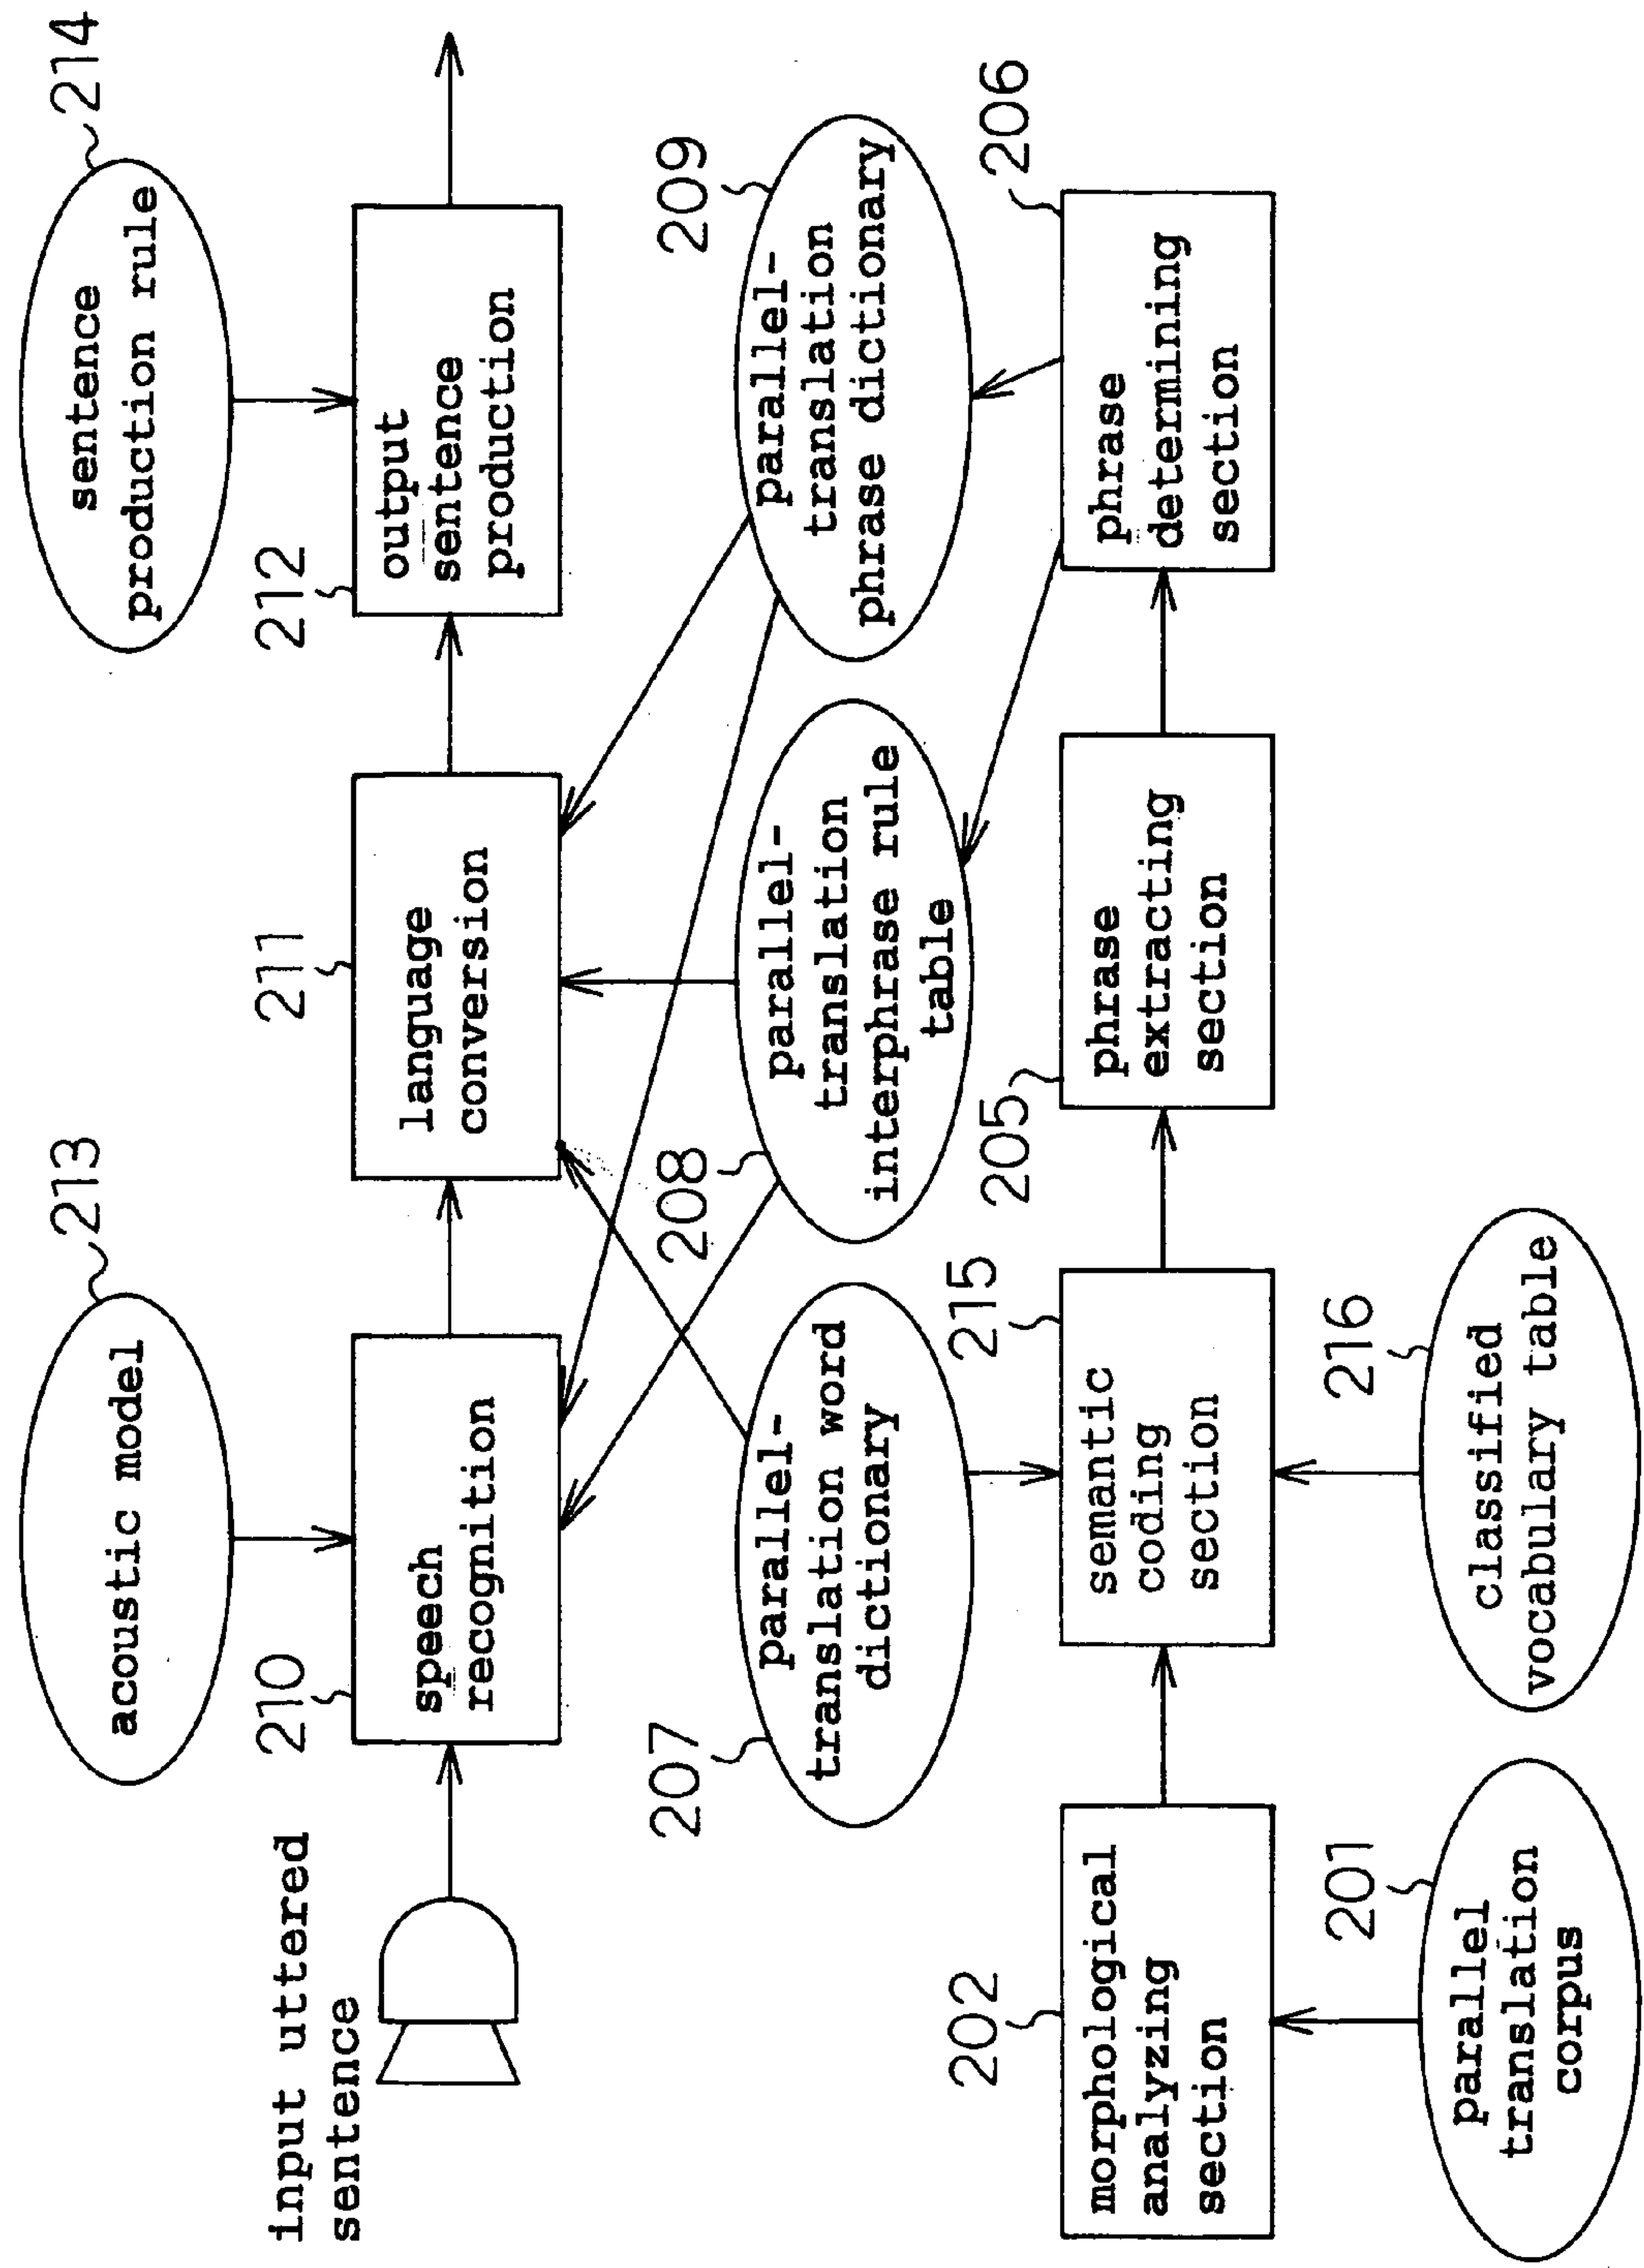 213
acoustic model
214
sentence
production rule
input uttered
sentence
210
speech
recognition
211
language
conversion
212
output
sentence
production
207
parallel-
translation word
dictionary
208
parallel-
translation
interphrase rule
table
209
parallel-
translation
phrase dictionary
202
morphological
analyzing
section
215
semantic
coding
section
205
phrase
extracting
section
206
phrase
determining
section
201
parallel
translation
corpus
216
classified
vocabulary table